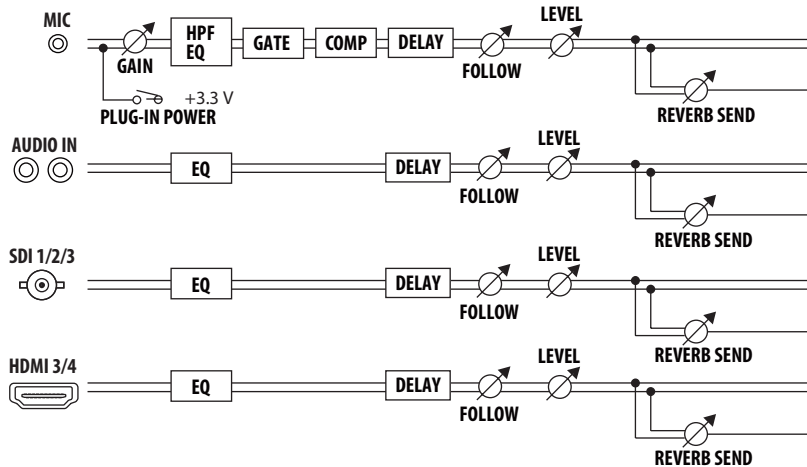 MIC
GAIN
HPF
EQ
GATE
COMP
DELAY
FOLLOW
LEVEL
REVERB SEND
+3.3 V
PLUG-IN POWER
AUDIO IN
EQ
DELAY
FOLLOW
LEVEL
REVERB SEND
SDI 1/2/3
EQ
DELAY
FOLLOW
LEVEL
REVERB SEND
HDMI 3/4
EQ
DELAY
FOLLOW
LEVEL
REVERB SEND